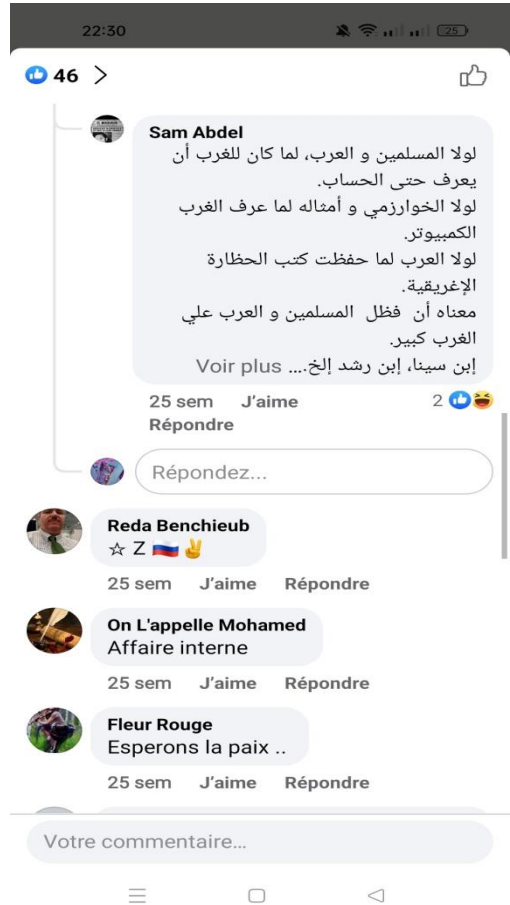 22:30
25
46
Sam Abdel
لولا المسلمين و العرب، لما كان للغرب أن
يعرف حتى الحساب.
لولا الخوارزمي و أمثاله لما عرف الغرب
الكمبيوتر.
لولا العرب لما حفظت كتب الحظارة
الإغريقية.
معناه أن فظل المسلمين و العرب علي
الغرب كبير.
إبن سينا، إبن رشد إلخ.... Voir plus
25 sem J'aime 2
Répondre
Répondez...
Reda Benchieub
☆ Z 🇷🇺 ✌️
25 sem J'aime Répondre
On L'appelle Mohamed
Affaire interne
25 sem J'aime Répondre
Fleur Rouge
Esperons la paix ..
25 sem J'aime Répondre
Votre commentaire...